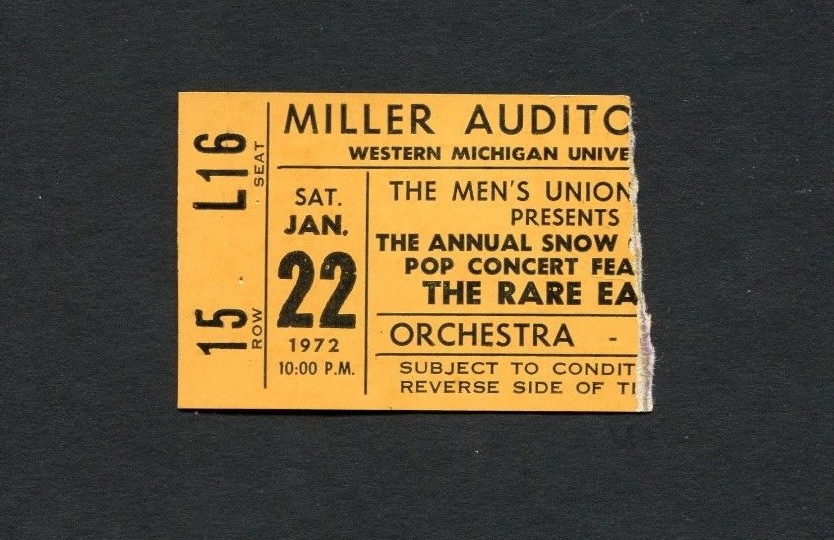 L16
SEAT
15
ROW
MILLER AUDITO
WESTERN MICHIGAN UNIVE
SAT.
JAN.
22
1972
10:00 P.M.
THE MEN'S UNION
PRESENTS
THE ANNUAL SNOW
POP CONCERT FEA
THE RARE EA
ORCHESTRA -
SUBJECT TO CONDIT
REVERSE SIDE OF TI